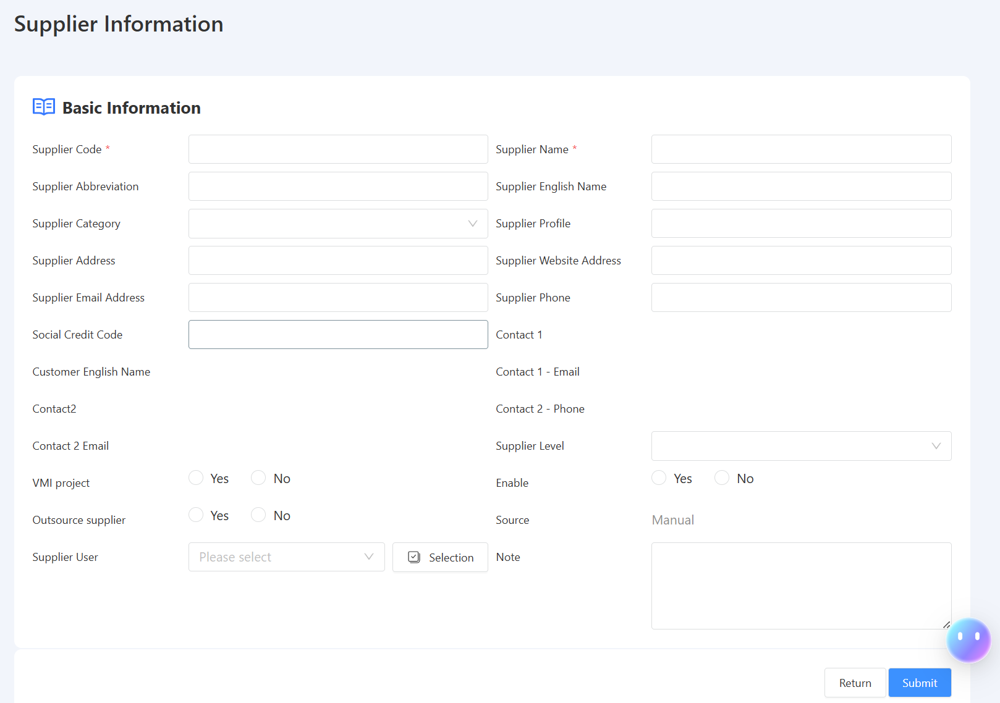 Supplier Information
Basic Information
Supplier Code *
Supplier Name *
Supplier Abbreviation
Supplier English Name
Supplier Category
Supplier Profile
Supplier Address
Supplier Website Address
Supplier Email Address
Supplier Phone
Social Credit Code
Contact 1
Customer English Name
Contact 1 - Email
Contact2
Contact 2 - Phone
Contact 2 Email
Supplier Level
VMI project
Yes No
Enable
Yes No
Outsource supplier
Yes No
Source
Manual
Supplier User
Please select
Selection
Note
Return
Submit